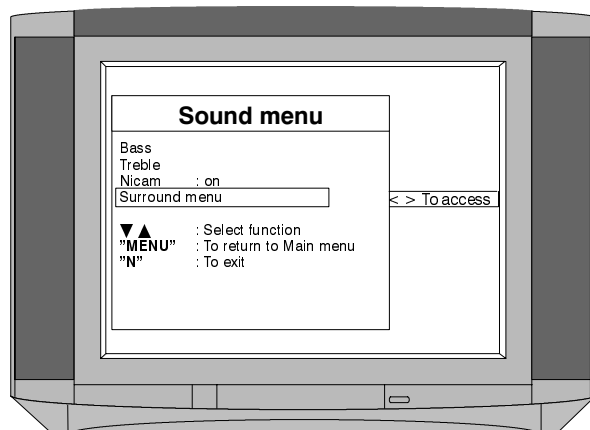 Sound menu
Bass
Treble
Nicam : on
Surround menu
< > To access
▼ ▲ : Select function
”MENU” : To return to Main menu
”N” : To exit